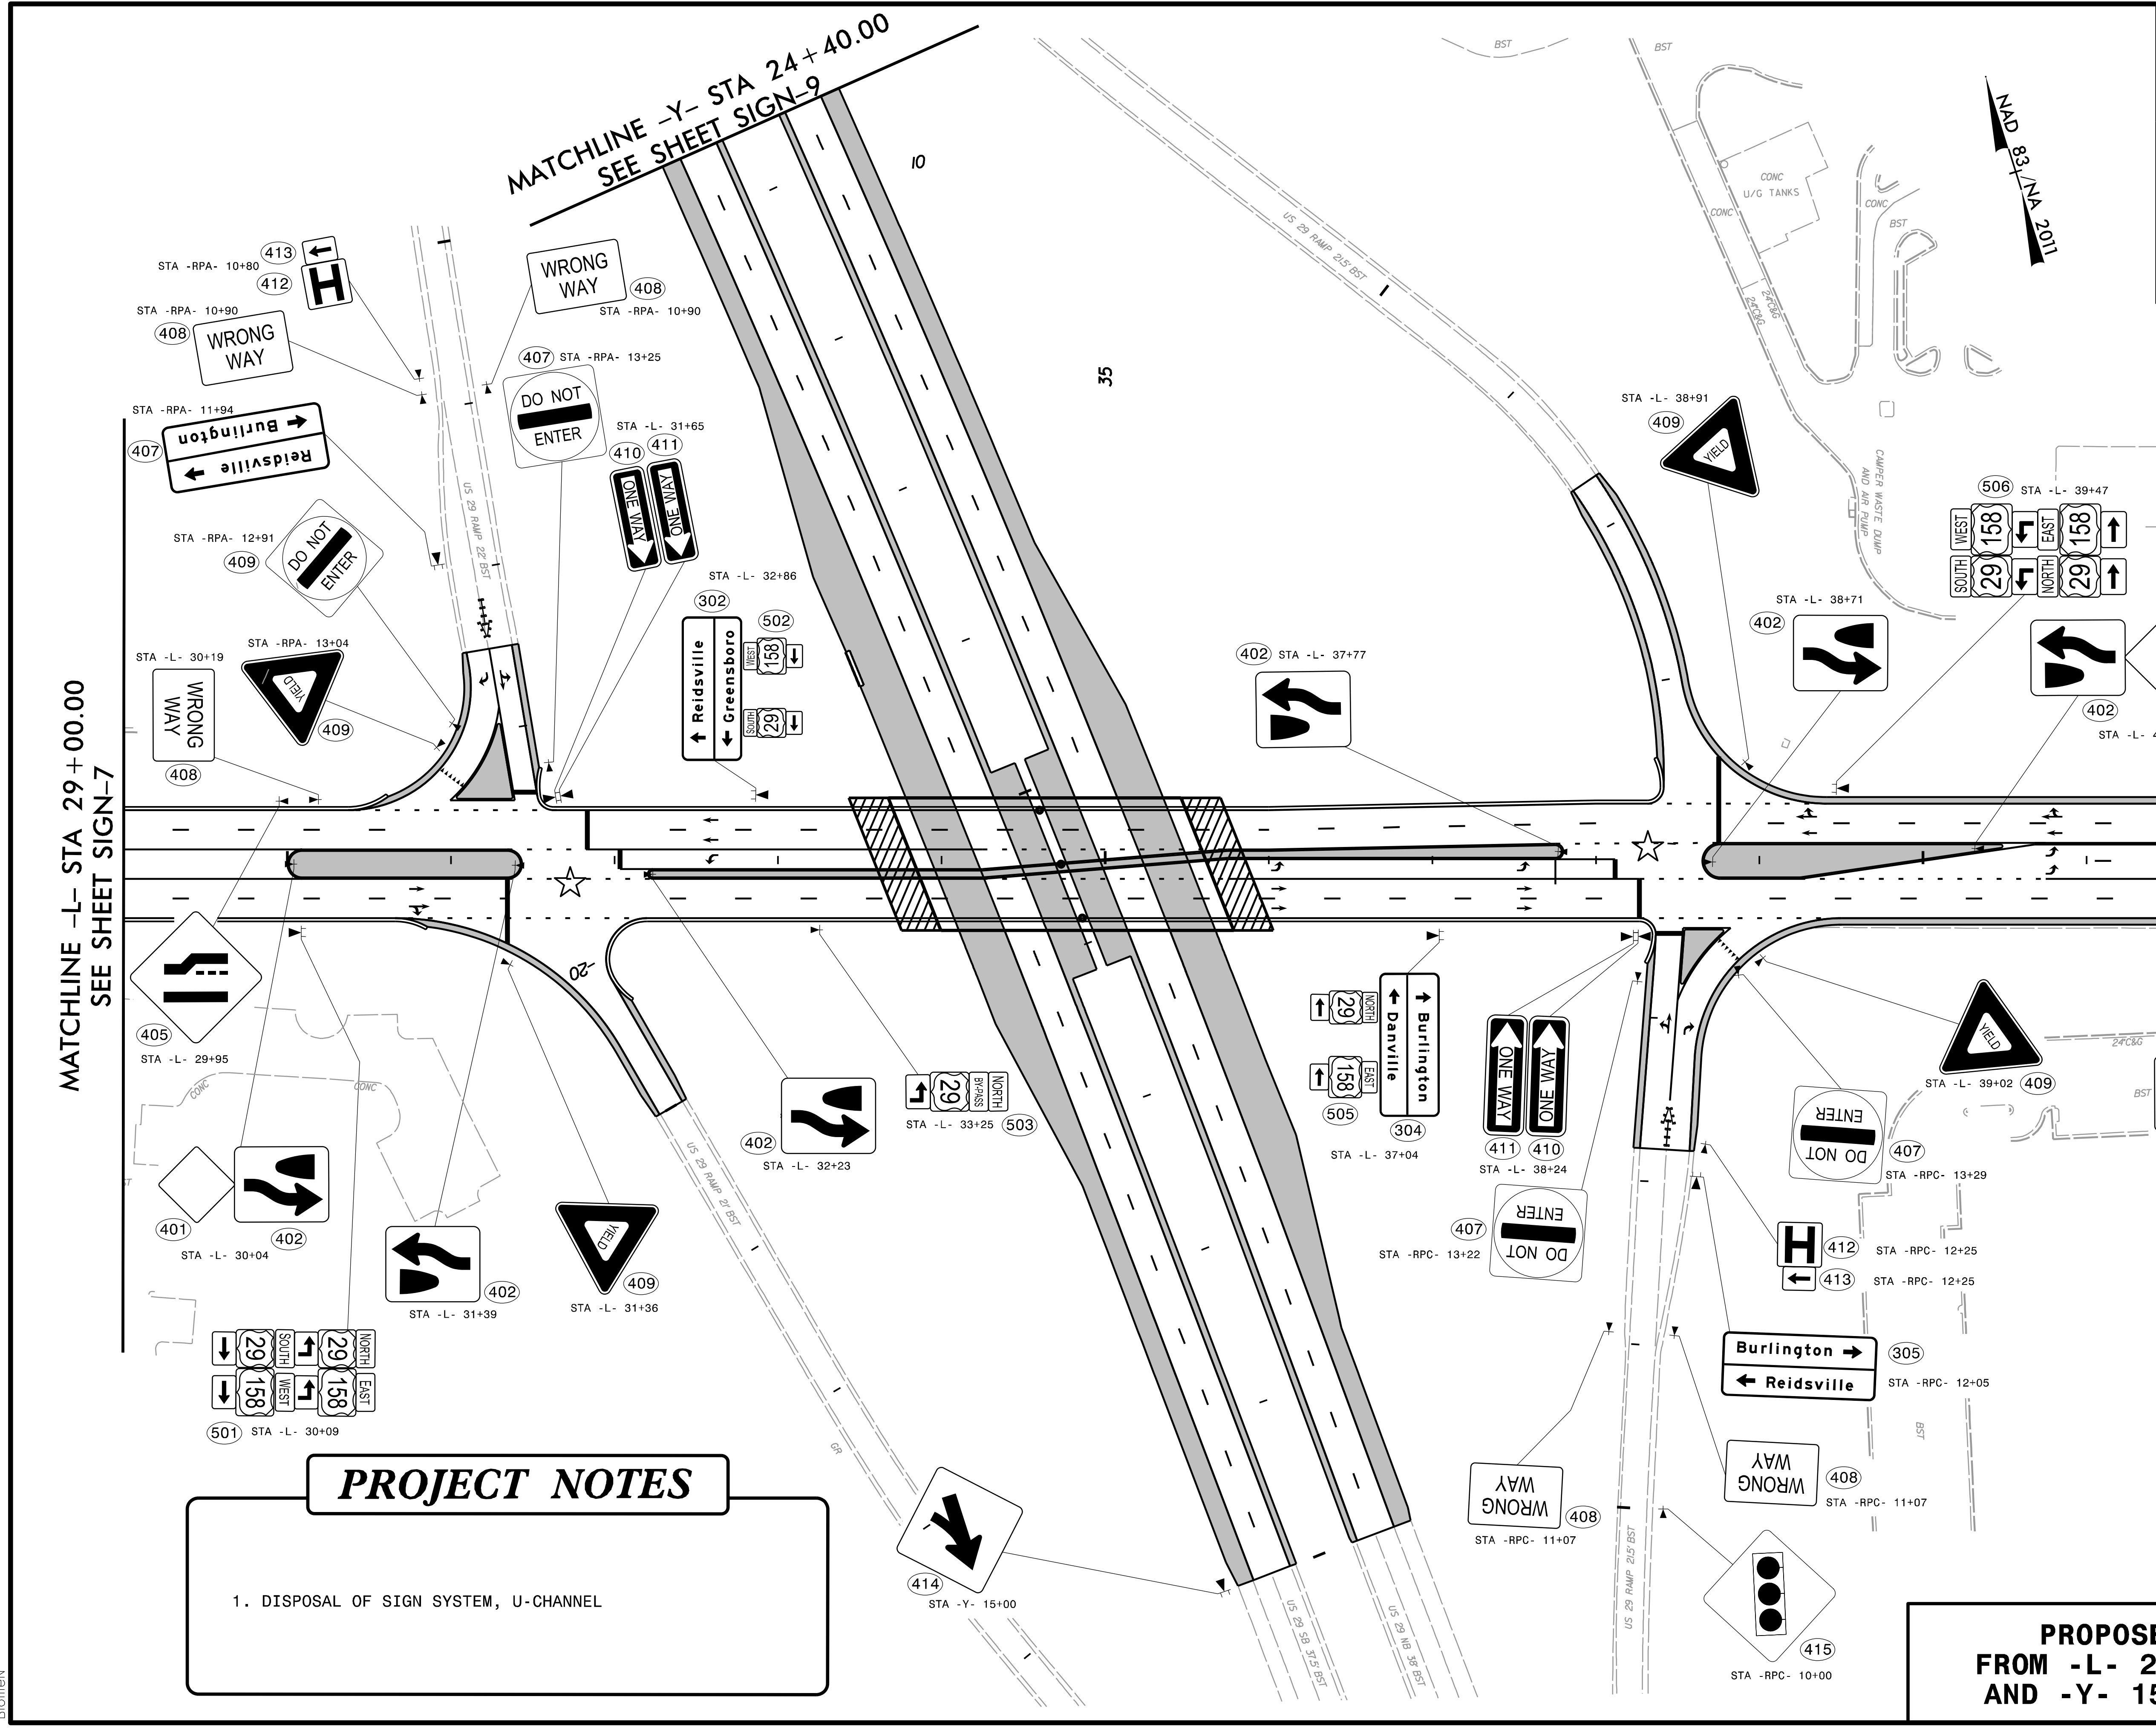 MATCHLINE -Y- STA 24+40.00
SEE SHEET SIGN-9
MATCHLINE -L- STA 29+00.00
SEE SHEET SIGN-7
BST
BST
NAD 83/NA 2011
10
35
-20-
US 29 RAMP 21.5' BST
CONC
U/G TANKS
CONC
CONC
BST
24"C&G
24"C&G
CAMPER WASTE DUMP
AND AIR PUMP
413
STA -RPA- 10+80
412
H
STA -RPA- 10+90
408
WRONG
WAY
WRONG
WAY
408
STA -RPA- 10+90
407
STA -RPA- 13+25
DO NOT
ENTER
STA -RPA- 11+94
407
Burlington
Reidsville
STA -L- 31+65
410
411
ONE WAY
ONE WAY
US 29 RAMP 22' BST
STA -RPA- 12+91
409
DO NOT
ENTER
STA -L- 32+86
302
502
Reidsville
Greensboro
WEST
158
SOUTH
29
STA -RPA- 13+04
YIELD
409
STA -L- 30+19
WRONG
WAY
408
402
STA -L- 37+77
STA -L- 38+91
409
YIELD
506
STA -L- 39+47
WEST
158
EAST
158
SOUTH
29
NORTH
29
STA -L- 38+71
402
402
STA -L- 4
405
STA -L- 29+95
CONC
CONC
401
402
STA -L- 30+04
402
STA -L- 31+39
YIELD
409
STA -L- 31+36
NORTH
29
SOUTH
29
EAST
158
WEST
158
501
STA -L- 30+09
402
STA -L- 32+23
NORTH
BY-PASS
29
STA -L- 33+25
503
US 29 RAMP 21' BST
GR
NORTH
29
EAST
158
505
Burlington
Danville
304
STA -L- 37+04
ONE WAY
ONE WAY
411
410
STA -L- 38+24
407
DO NOT
ENTER
STA -RPC- 13+22
YIELD
STA -L- 39+02
409
24"C&G
BST
DO NOT
ENTER
407
STA -RPC- 13+29
H
412
STA -RPC- 12+25
413
STA -RPC- 12+25
Burlington
Reidsville
305
STA -RPC- 12+05
BST
WRONG
WAY
408
STA -RPC- 11+07
WRONG
WAY
408
STA -RPC- 11+07
US 29 RAMP 21.5' BST
415
STA -RPC- 10+00
414
STA -Y- 15+00
US 29 SB 37.5' BST
US 29 NB 38' BST
PROJECT NOTES
1. DISPOSAL OF SIGN SYSTEM, U-CHANNEL
PROPOSE
FROM -L- 2
AND -Y- 15